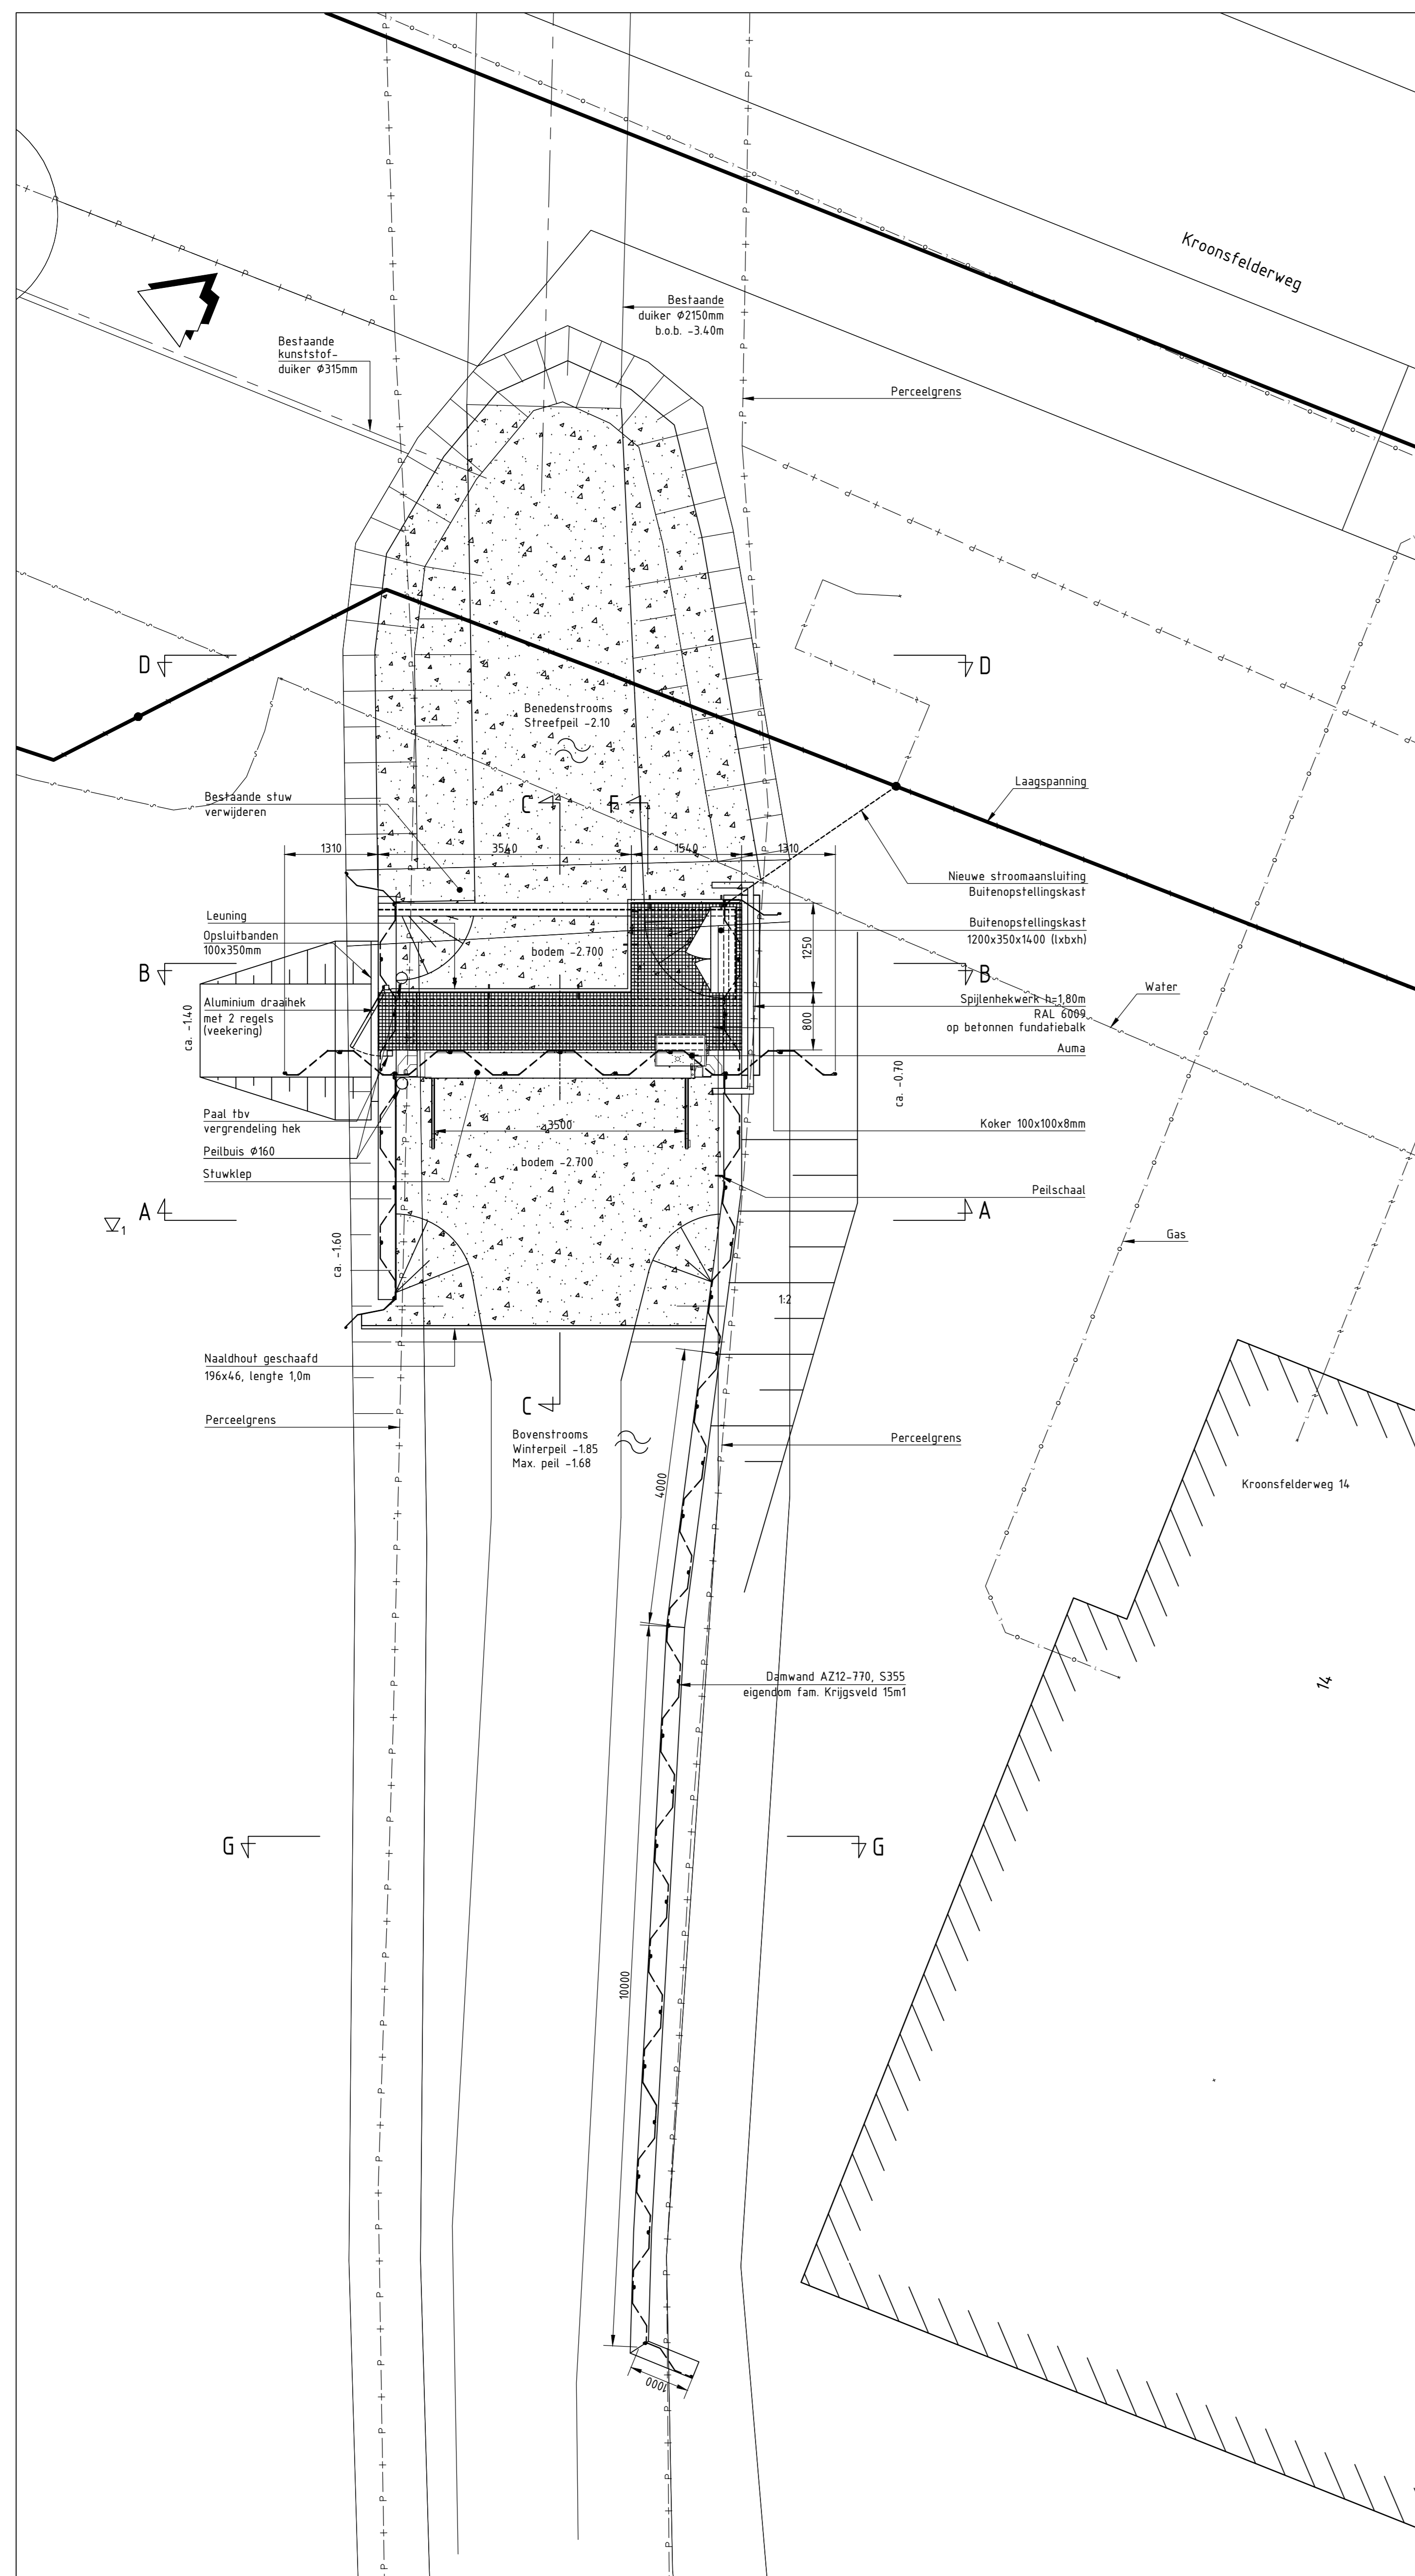 Kroonsfelderweg
Bestaande
duiker Ø2150mm
b.o.b. -3.40m
Bestaande
kunststof-
duiker Ø315mm
Perceelgrens
D
D
Benedenstrooms
Streefpeil -2.10
Laagspanning
Bestaande stuw
verwijderen
C
F
1310
3540
1540
1310
Nieuwe stroomaansluiting
Buitenopstellingskast
Leuning
Opsluitbanden
100x350mm
Buitenopstellingskast
1200x350x1400 (lxbxh)
bodem -2.700
1250
B
B
Water
Aluminium draaihek
met 2 regels
(veekering)
ca. -1.40
800
Spijlenhekwerk h=1,80m
RAL 6009
op betonnen fundatiebalk
Auma
ca. -0.70
Paal tbv
vergrendeling hek
3500
Koker 100x100x8mm
Peilbuis Ø160
Stuwklep
bodem -2.700
Peilschaal
A
A
1
ca. -1.60
Gas
1:2
Naaldhout geschaafd
196x46, lengte 1,0m
C
Perceelgrens
Bovenstrooms
Winterpeil -1.85
Max. peil -1.68
Perceelgrens
4000
Kroonsfelderweg 14
Damwand AZ12-770, S355
eigendom fam. Krijgsveld 15m1
14
G
G
10000
1000